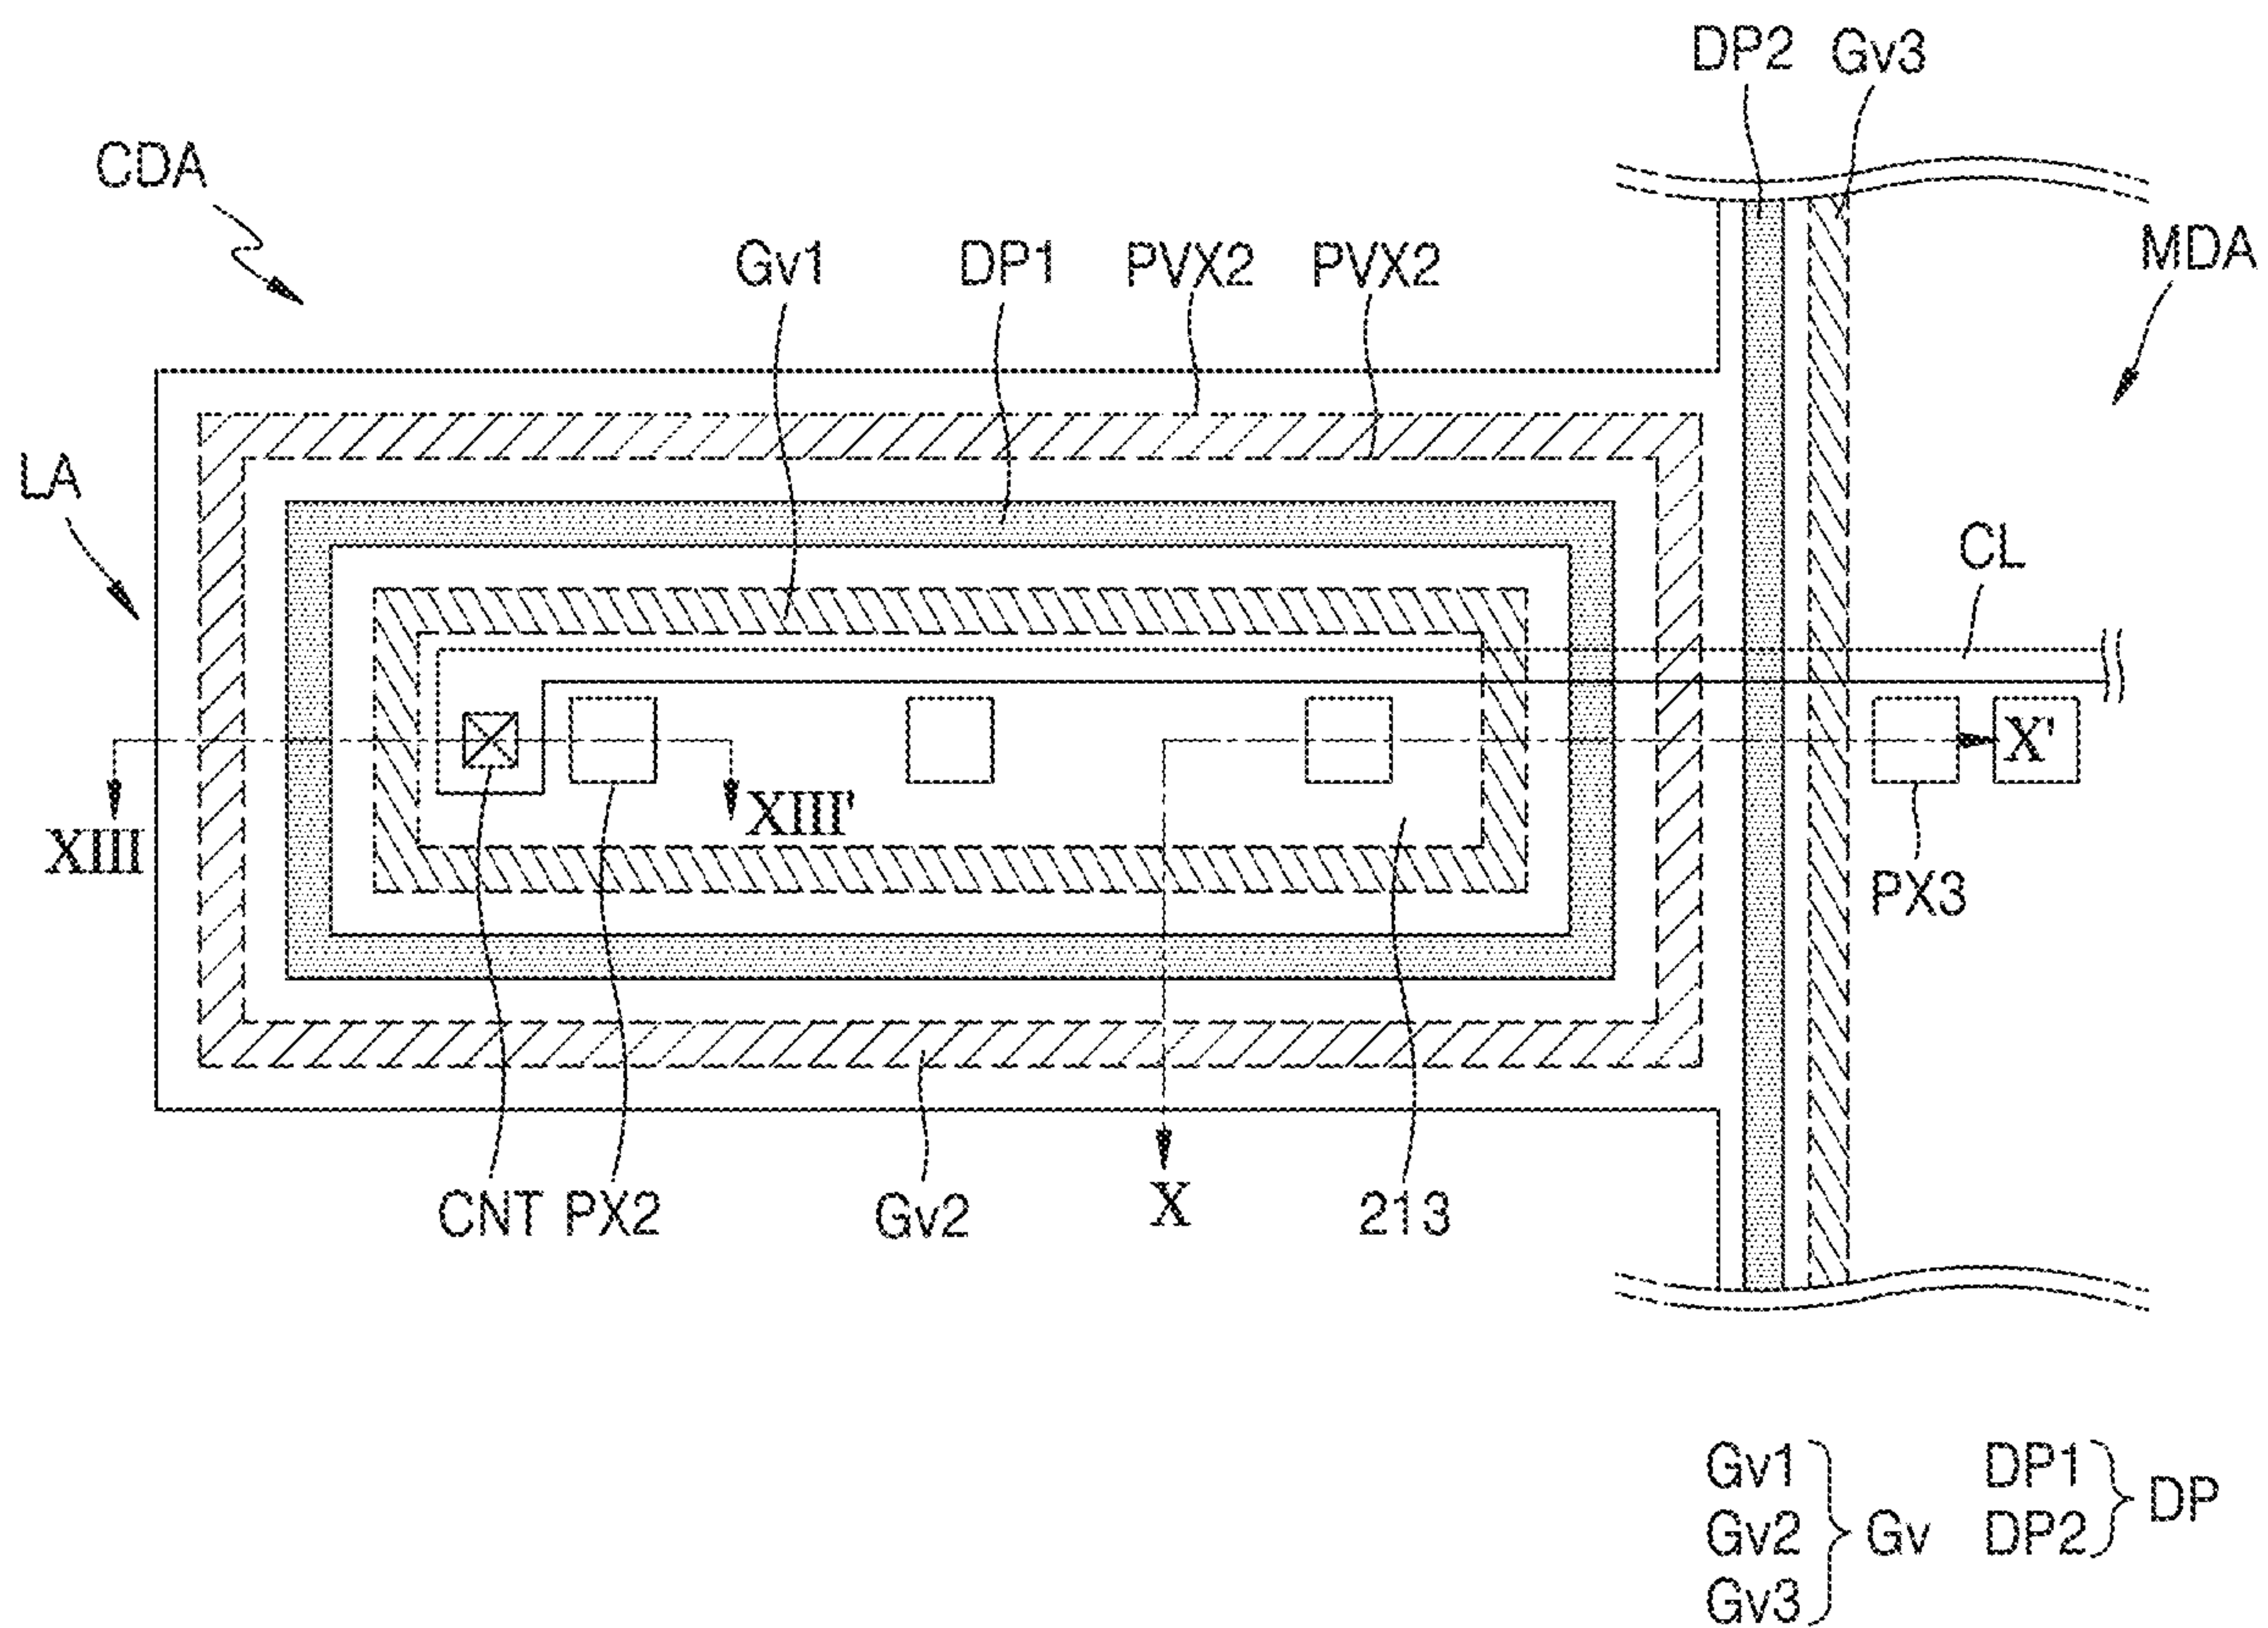 DP2 Gv3
CDA
Gv1 DP1 PVX2 PVX2 MDA
LA
CL
X'
XIII XIII'
PX3
CNT PX2 Gv2 X 213
Gv1 DP1
Gv2 Gv DP2 DP
Gv3